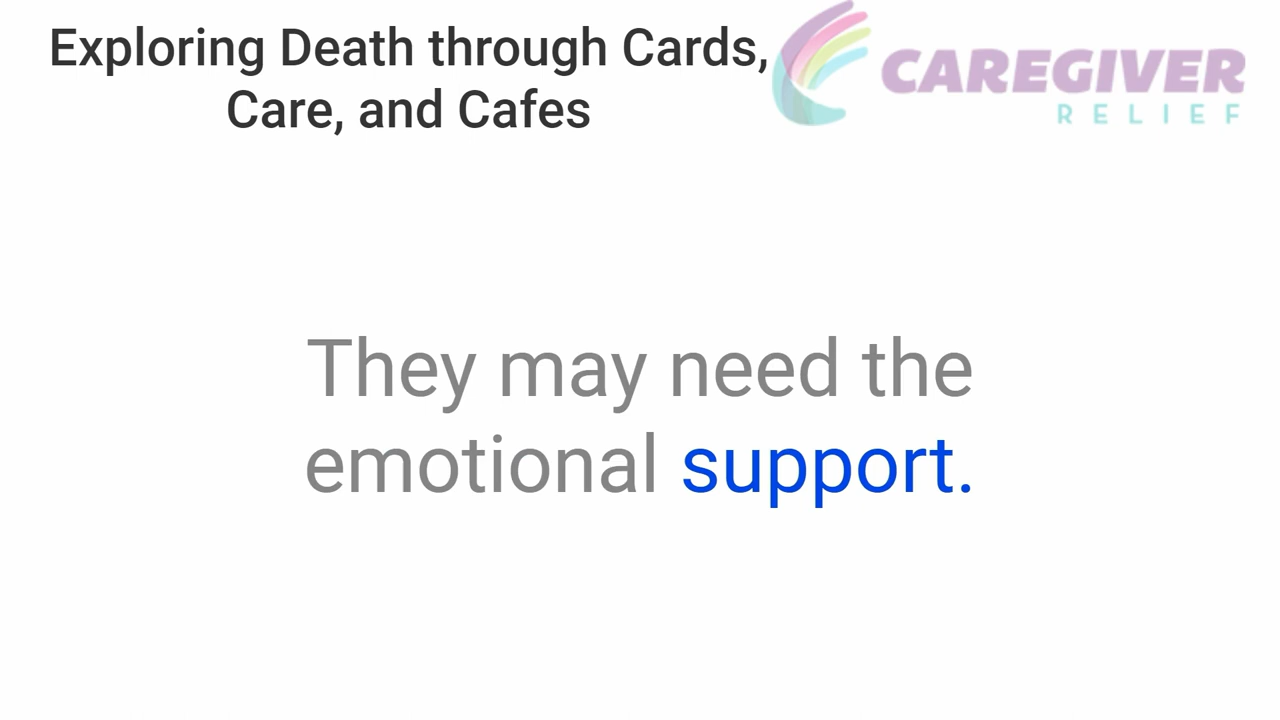 Exploring Death through Cards,
Care, and Cafes
CAREGIVER
RELIEF
They may need the
emotional support.